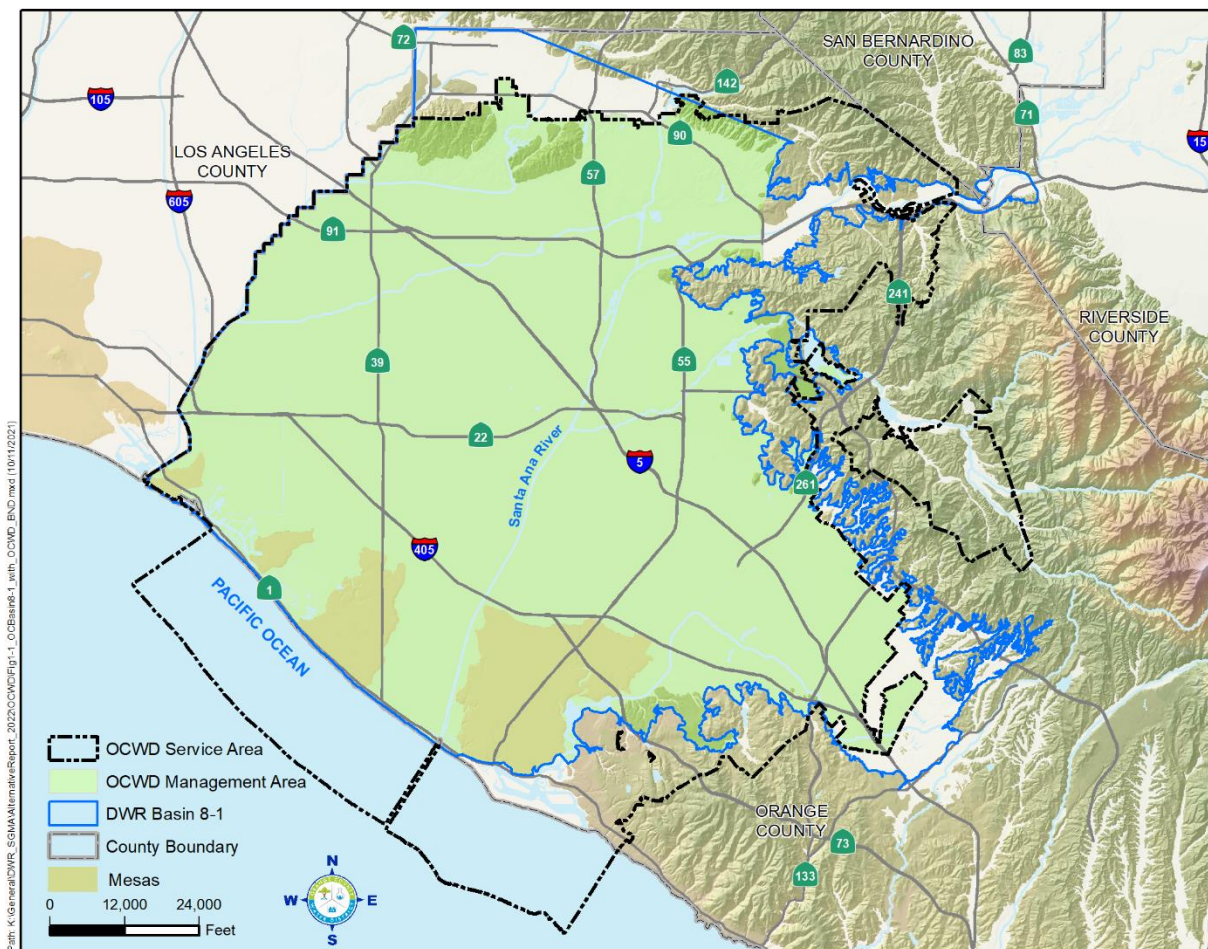 72
SAN BERNARDINO
COUNTY
83
142
105
71
90
15
LOS ANGELES
COUNTY
57
605
91
241
RIVERSIDE
COUNTY
39
55
22
Santa Ana River
5
261
405
1
PACIFIC OCEAN
OCWD Service Area
OCWD Management Area
DWR Basin 8-1
County Boundary
Mesas
0 12,000 24,000
Feet
N
W E
S
ORANGE
COUNTY
73
133